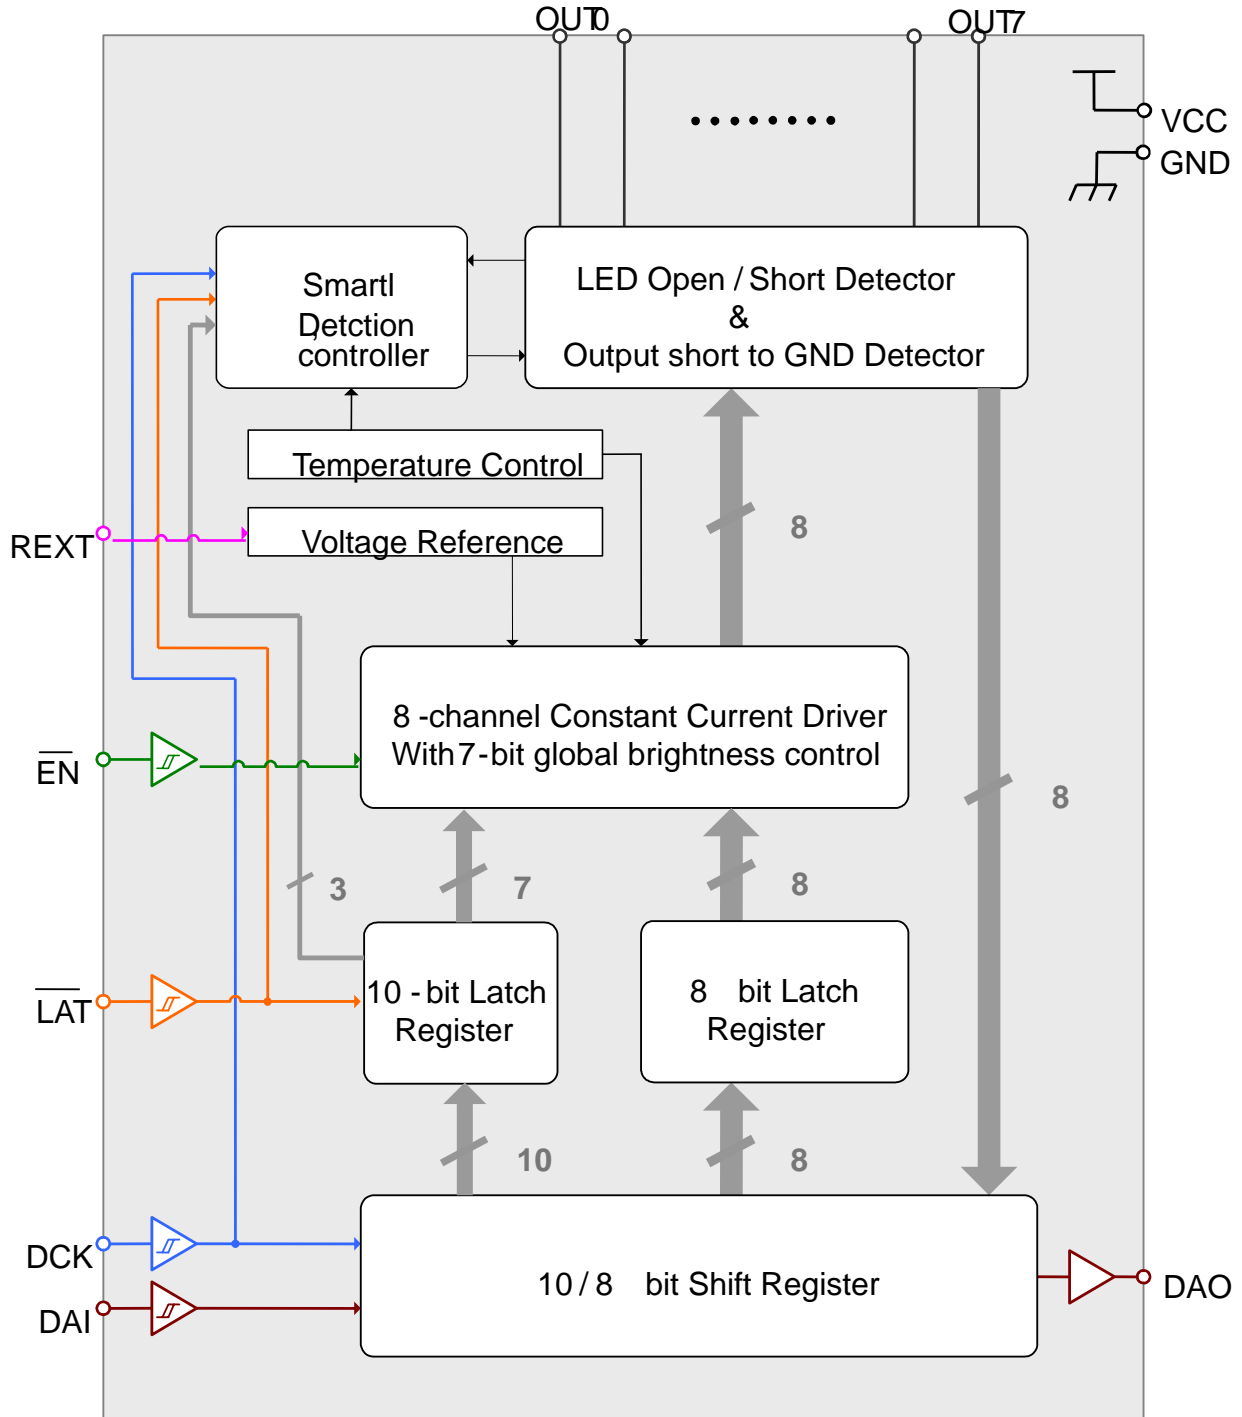 OUT0
OUT7
VCC
GND
SmartI
Detction,
controller
LED Open / Short Detector
&
Output short to GND Detector
Temperature Control
REXT
Voltage Reference
8
8 -channel Constant Current Driver
With 7-bit global brightness control
EN
8
3
7
8
10 - bit Latch
Register
8 bit Latch
Register
LAT
10
8
DCK
DAI
10 / 8 bit Shift Register
DAO